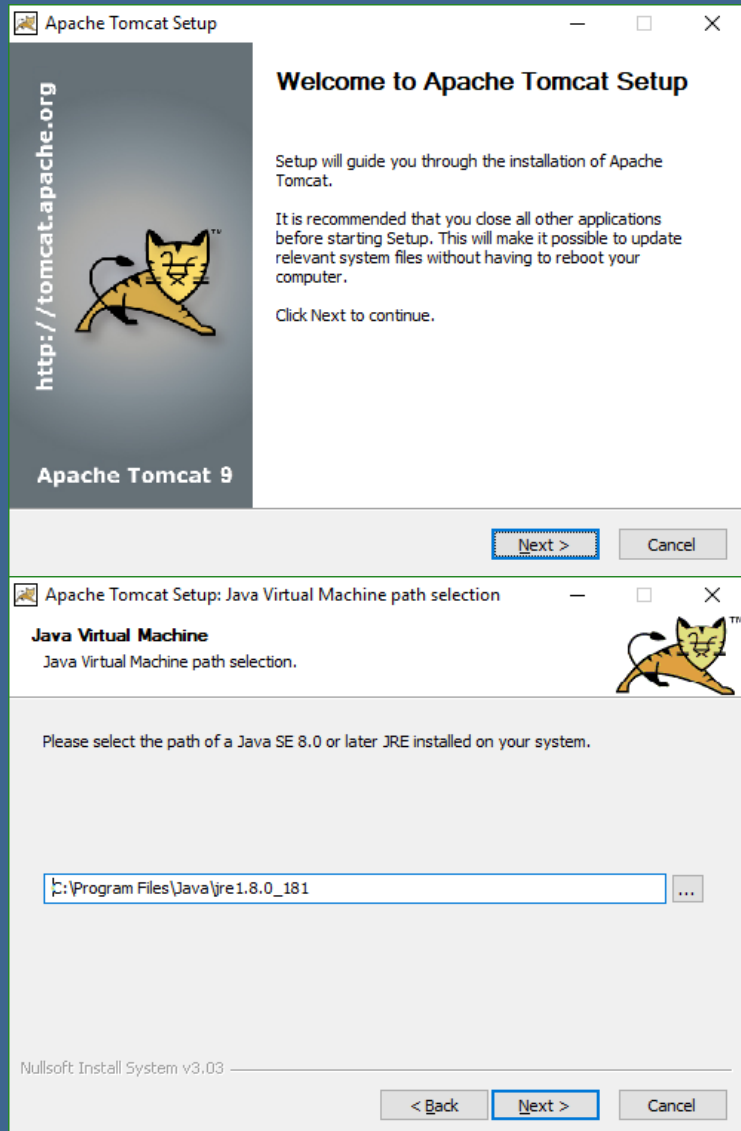 Apache Tomcat Setup
http://tomcat.apache.org
Apache Tomcat 9
Welcome to Apache Tomcat Setup
Setup will guide you through the installation of Apache
Tomcat.
It is recommended that you close all other applications
before starting Setup. This will make it possible to update
relevant system files without having to reboot your
computer.
Click Next to continue.
TM
Next > Cancel
Apache Tomcat Setup: Java Virtual Machine path selection
Java Virtual Machine
Java Virtual Machine path selection.
TM
Please select the path of a Java SE 8.0 or later JRE installed on your system.
C:\Program Files\Java\jre1.8.0_181 ...
Nullsoft Install System v3.03
< Back Next > Cancel